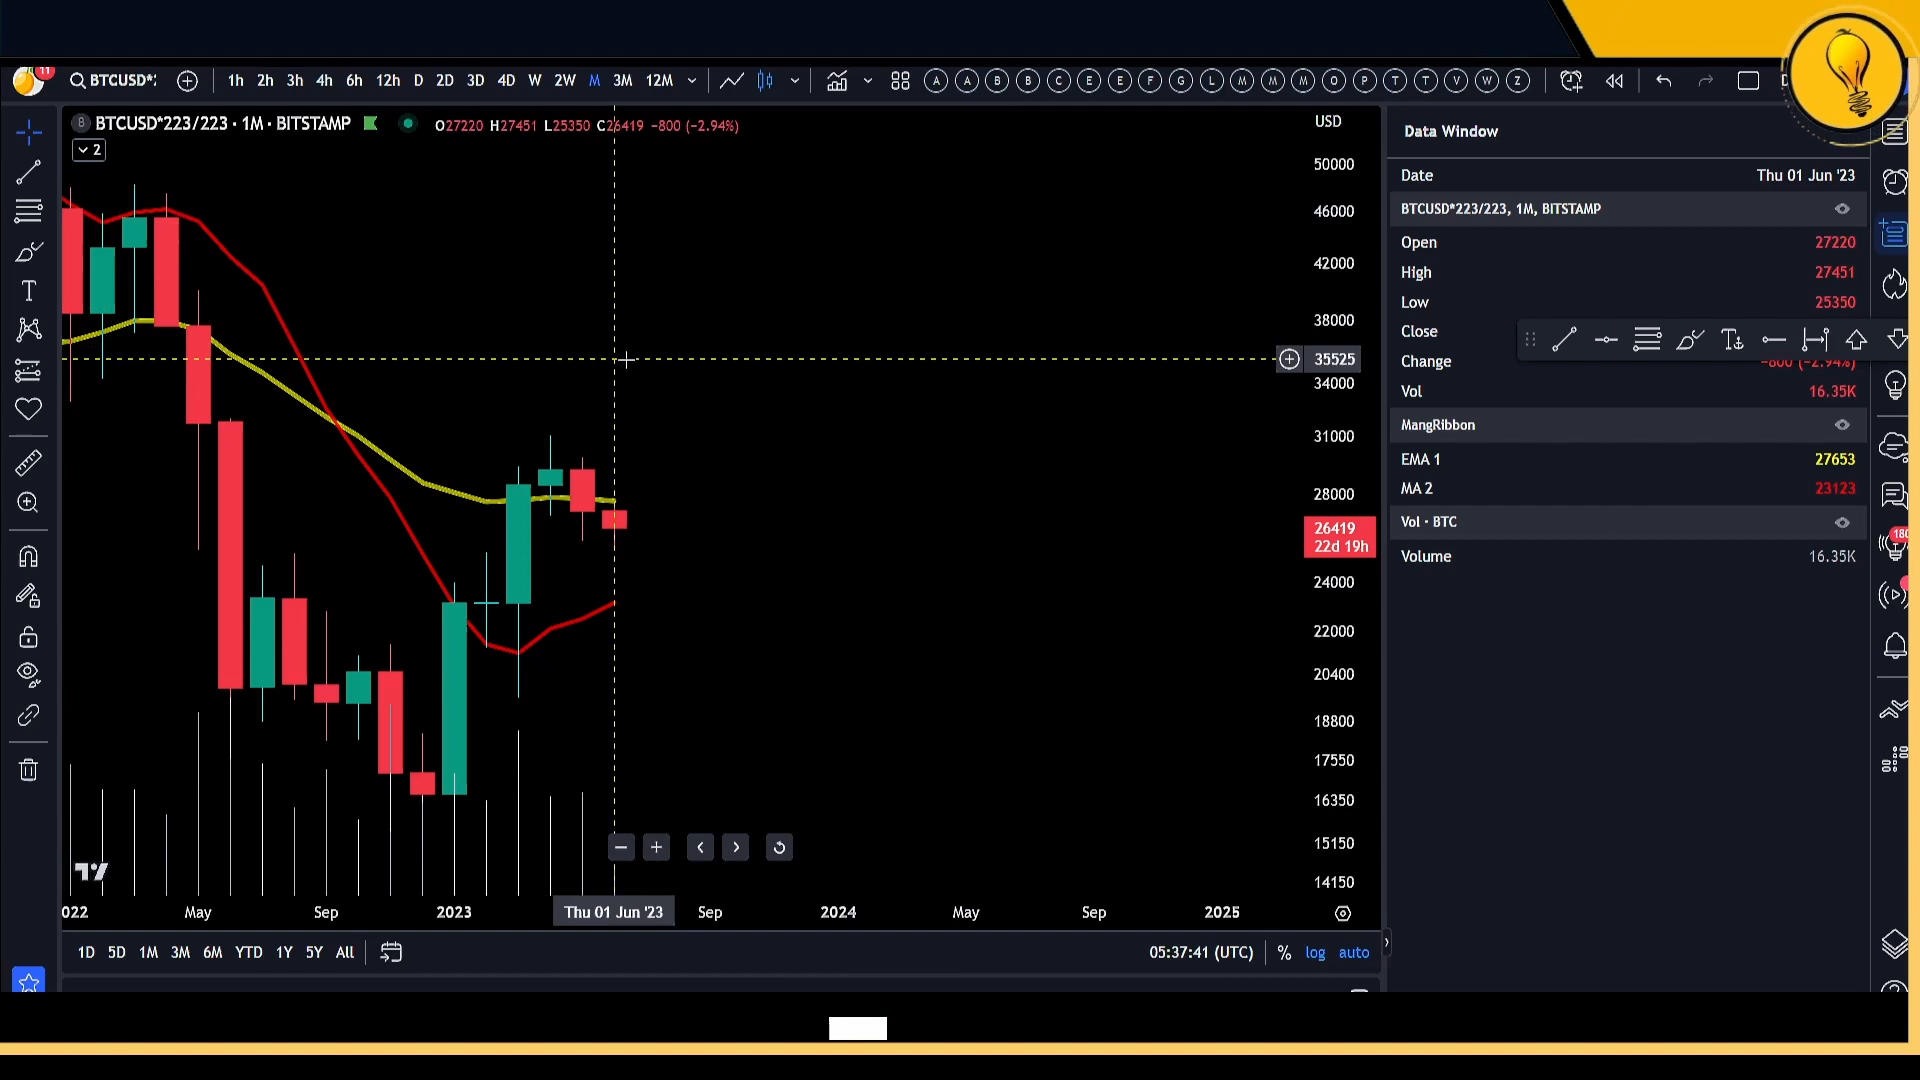 11
BTCUSD*:
1h 2h 3h 4h 6h 12h D 2D 3D 4D W 2W M 3M 12M
A A B B C E E F G L M M M O P T T V W Z
B BTCUSD*223/223 · 1M · BITSTAMP
O27220 H27451 L25350 C26419 −800 (−2.94%)
2
USD
50000
46000
42000
38000
35525
34000
31000
28000
26419
22d 19h
24000
22000
20400
18800
17550
16350
15150
14150
022 May Sep 2023 Thu 01 Jun '23 Sep 2024 May Sep 2025
1D 5D 1M 3M 6M YTD 1Y 5Y All
05:37:41 (UTC) % log auto
Data Window
Date Thu 01 Jun '23
BTCUSD*223/223, 1M, BITSTAMP
Open 27220
High 27451
Low 25350
Close
Change −800 (−2.94%)
Vol 16.35K
MangRibbon
EMA 1 27653
MA 2 23123
Vol · BTC
Volume 16.35K
180